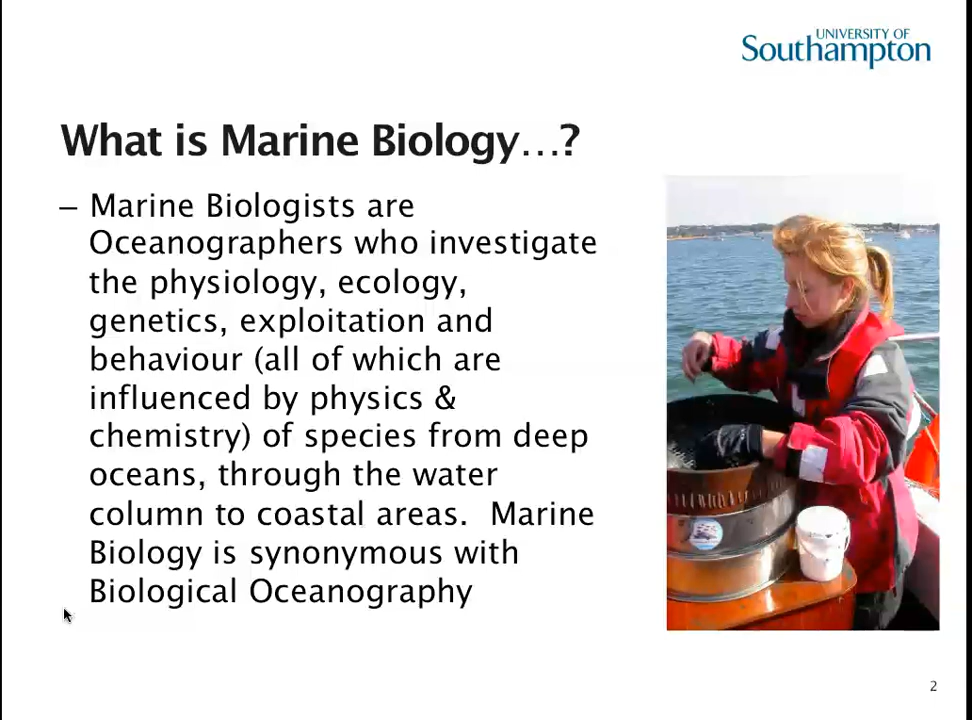 UNIVERSITY OF
Southampton
What is Marine Biology…?
– Marine Biologists are
Oceanographers who investigate
the physiology, ecology,
genetics, exploitation and
behaviour (all of which are
influenced by physics &
chemistry) of species from deep
oceans, through the water
column to coastal areas.  Marine
Biology is synonymous with
Biological Oceanography
2